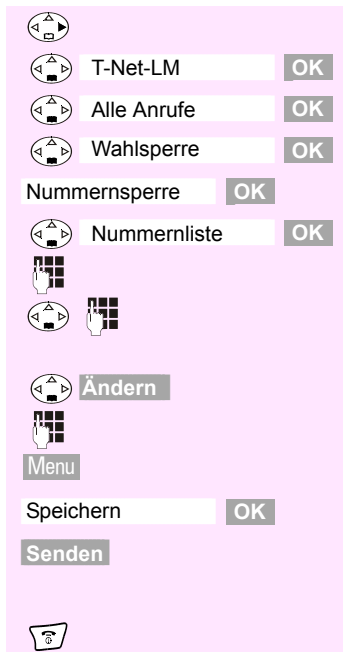 T-Net-LM OK
Alle Anrufe OK
Wahlsperre OK
Nummernsperre OK
Nummernliste OK
Ändern
Menu
Speichern OK
Senden